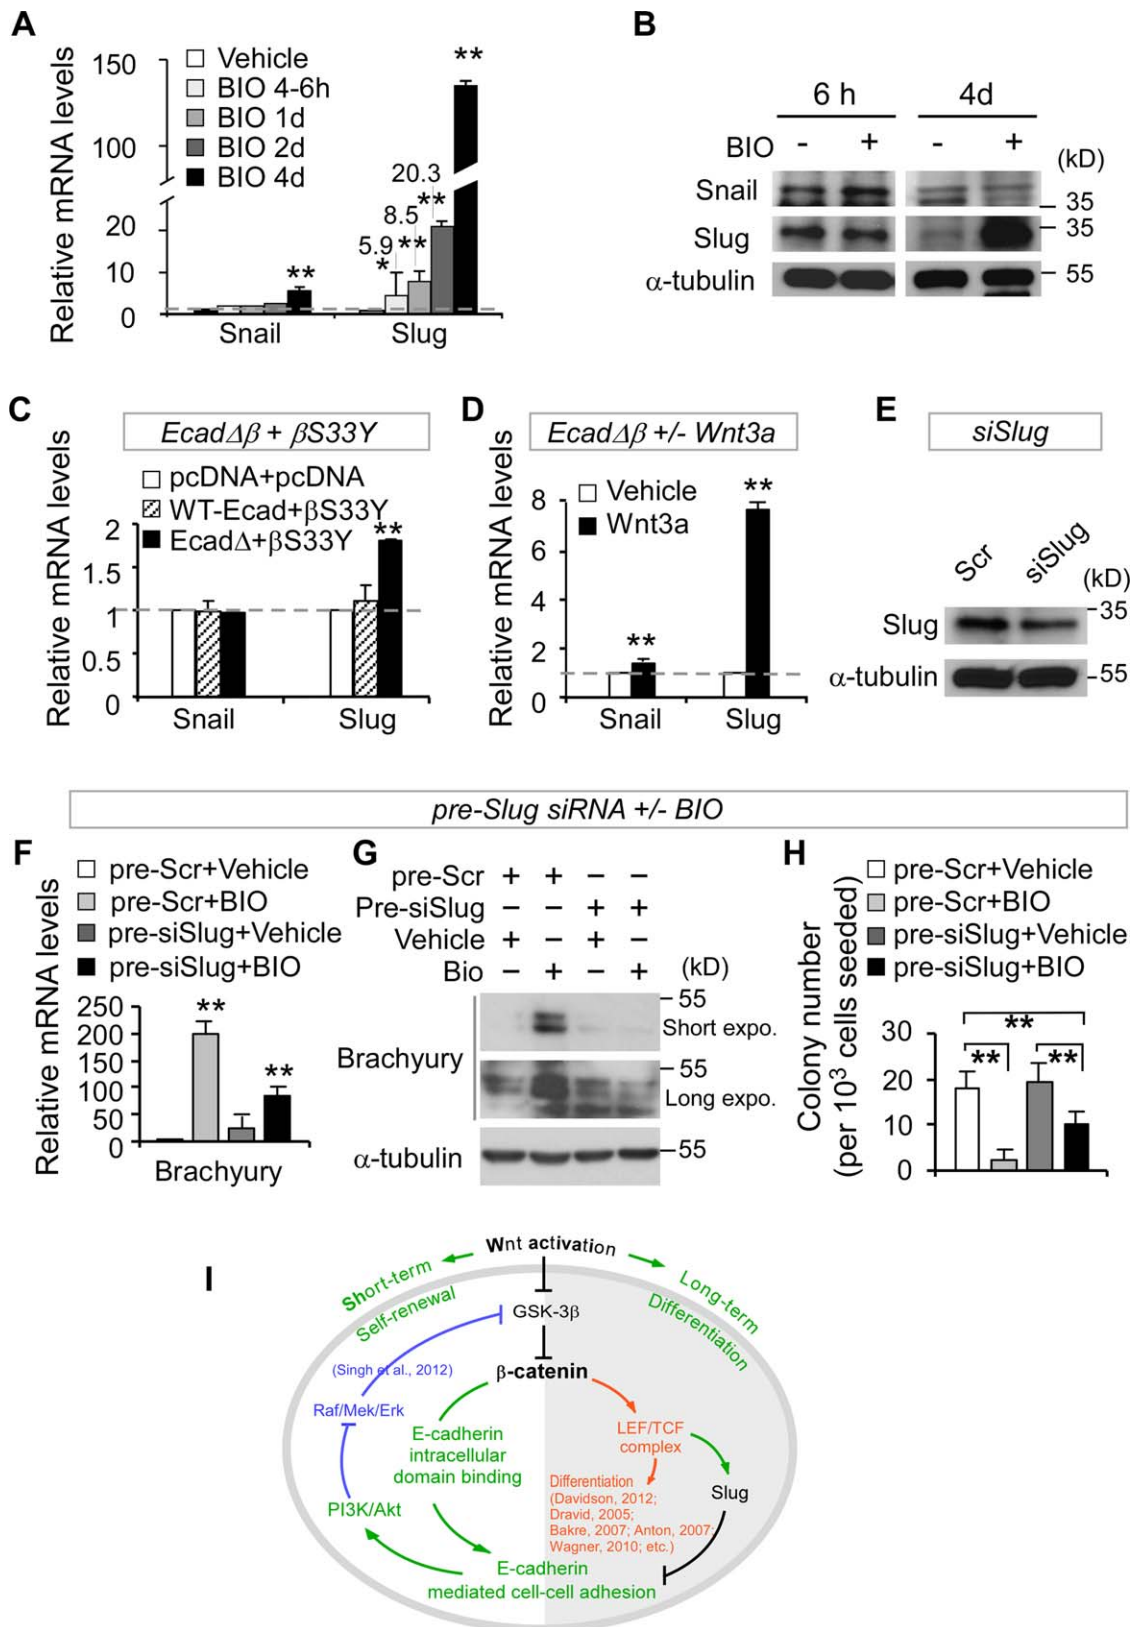 A
Relative mRNA levels
150
100
20
10
0
Vehicle
BIO 4-6h
BIO 1d
BIO 2d
BIO 4d
**
5.9
*
8.5
**
20.3
**
**
Snail
Slug
B
6 h
4d
BIO
- + - +
(kD)
Snail
35
Slug
35
α-tubulin
55
C
EcadΔβ + βS33Y
Relative mRNA levels
pcDNA+pcDNA
WT-Ecad+βS33Y
EcadΔ+βS33Y
2
1.5
1
0.5
0
**
Snail
Slug
D
EcadΔβ +/- Wnt3a
Relative mRNA levels
Vehicle
Wnt3a
8
6
4
2
0
**
**
Snail
Slug
E
siSlug
Scr
siSlug
(kD)
Slug
35
α-tubulin
55
pre-Slug siRNA +/- BIO
F
Relative mRNA levels
pre-Scr+Vehicle
pre-Scr+BIO
pre-siSlug+Vehicle
pre-siSlug+BIO
250
200
150
100
50
0
**
**
Brachyury
G
pre-Scr + + − −
Pre-siSlug − − + +
Vehicle + − + −
Bio − + − +
(kD)
Brachyury
55
Short expo.
55
Long expo.
α-tubulin
55
H
Colony number
(per 10³ cells seeded)
pre-Scr+Vehicle
pre-Scr+BIO
pre-siSlug+Vehicle
pre-siSlug+BIO
30
20
10
0
**
**
**
I
Wnt activation
Short-term
Self-renewal
Long-term
Differentiation
GSK-3β
β-catenin
(Singh et al., 2012)
Raf/Mek/Erk
E-cadherin
intracellular
domain binding
PI3K/Akt
LEF/TCF
complex
Differentiation
(Davidson, 2012;
Dravid, 2005;
Bakre, 2007; Anton, 2007;
Wagner, 2010; etc.)
Slug
E-cadherin
mediated cell-cell adhesion